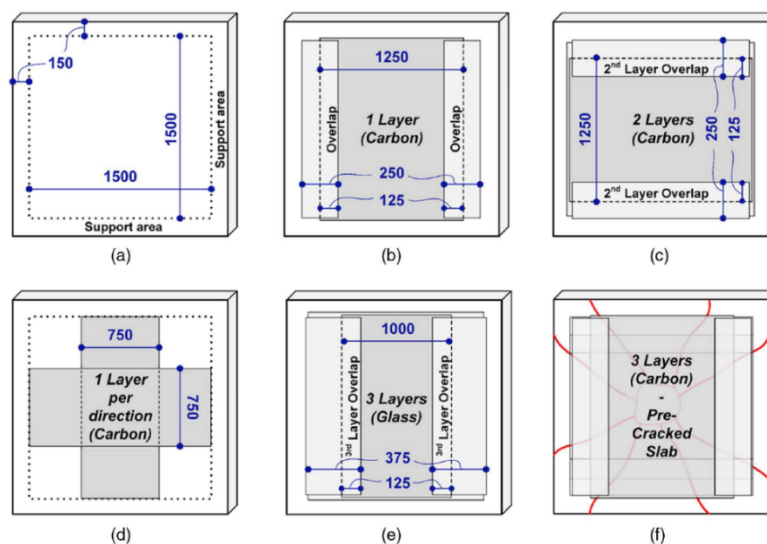 150
1500
1500
Support area
Support area
(a)
1250
1 Layer
(Carbon)
Overlap
Overlap
250
125
(b)
2nd Layer Overlap
1250
2 Layers
(Carbon)
250
125
2nd Layer Overlap
(c)
750
1 Layer
per
direction
(Carbon)
750
(d)
1000
3rd Layer Overlap
3 Layers
(Glass)
3rd Layer Overlap
375
125
(e)
3 Layers
(Carbon)
-
Pre-
Cracked
Slab
(f)